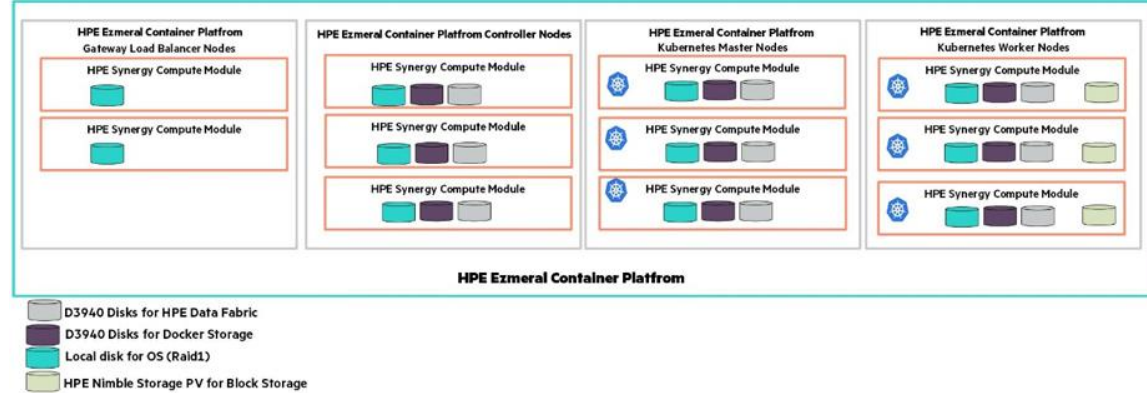 HPE Ezmeral Container Platfrom
Gateway Load Balancer Nodes
HPE Synergy Compute Module
HPE Synergy Compute Module
HPE Ezmeral Container Platfrom Controller Nodes
HPE Synergy Compute Module
HPE Synergy Compute Module
HPE Synergy Compute Module
HPE Ezmeral Container Platfrom
Kubernetes Master Nodes
HPE Synergy Compute Module
HPE Synergy Compute Module
HPE Synergy Compute Module
HPE Ezmeral Container Platfrom
Kubernetes Worker Nodes
HPE Synergy Compute Module
HPE Synergy Compute Module
HPE Synergy Compute Module
HPE Ezmeral Container Platfrom
D3940 Disks for HPE Data Fabric
D3940 Disks for Docker Storage
Local disk for OS (Raid1)
HPE Nimble Storage PV for Block Storage